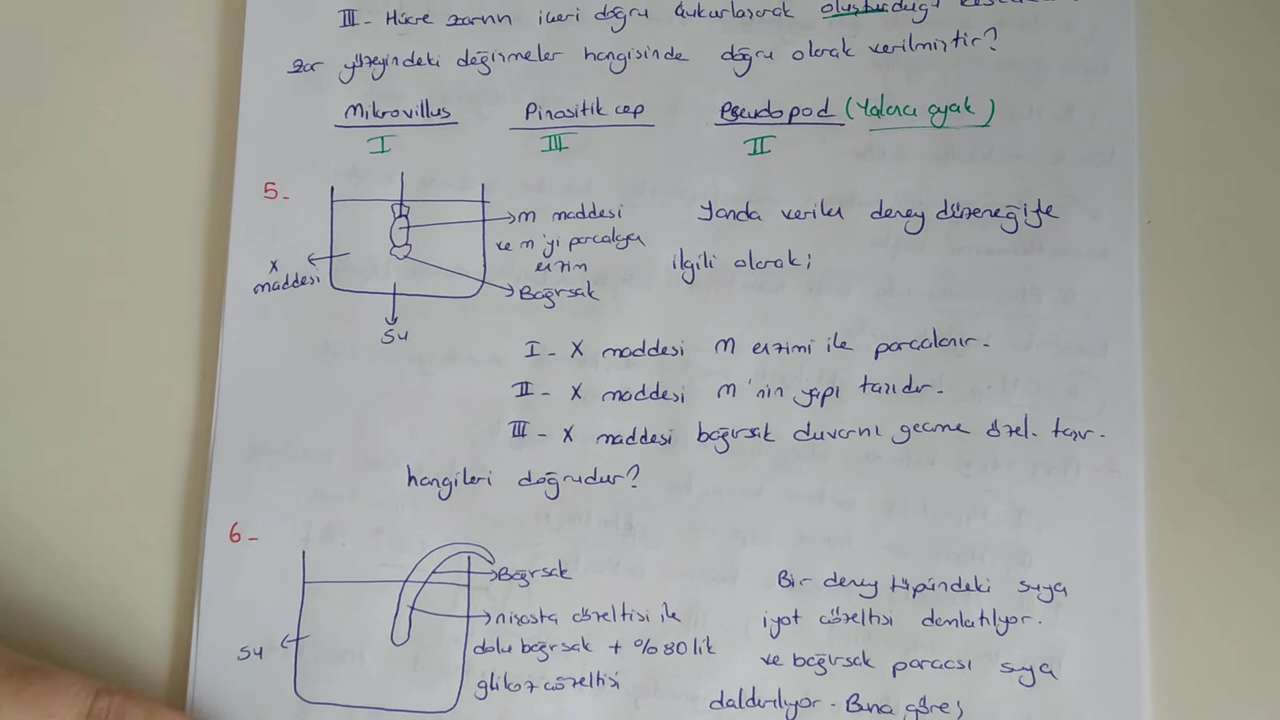 III - Hücre zarının içeri doğru çukurlaşarak oluşturduğu
zar yüzeyindeki değişmeler hangisinde doğru olarak verilmiştir?
Mikrovillus Pinositik cep Pseudopod (Yalancı ayak)
I III II
5-
m maddesi
ve m'yi parçalayan
enzim
Bağırsak
X
maddesi
Su
Yanda verilen deney düzeneğiyle
ilgili olarak;
I - X maddesi m enzimi ile parçalanır.
II - X maddesi m'nin yapı taşıdır.
III - X maddesi bağırsak duvarını geçme özel. taşır.
hangileri doğrudur?
6-
Bağırsak
nişasta çözeltisi ile
dolu bağırsak + %80 lik
glikoz çözeltisi
Su
Bir deney tüpündeki suya
iyot çözeltisi damlatılıyor.
ve bağırsak parçası suya
daldırılıyor. Buna göre;